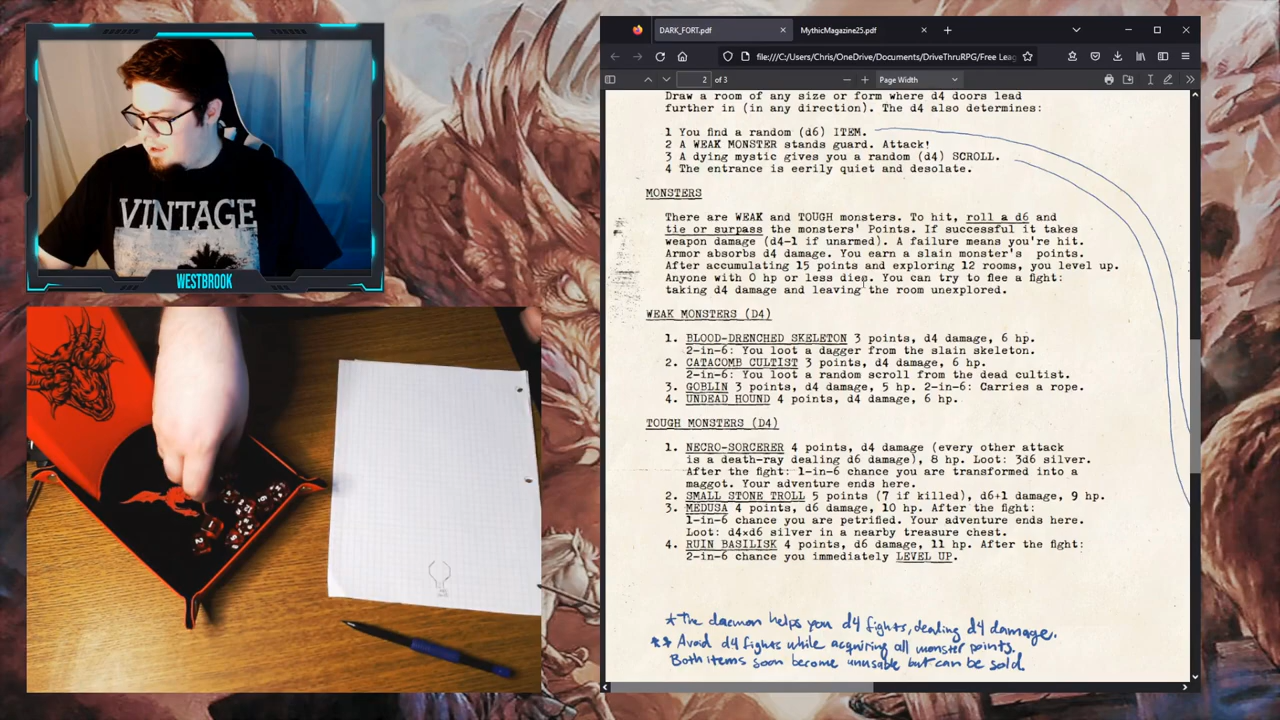 VINTAGE
WESTBROOK
DARK_FORT.pdf
MythicMagazine25.pdf
file:///C:/Users/Chris/OneDrive/Documents/DriveThruRPG/Free Leag
2 of 3
Page Width
Draw a room of any size or form where d4 doors lead
further in (in any direction). The d4 also determines:
1 You find a random (d6) ITEM.
2 A WEAK MONSTER stands guard. Attack!
3 A dying mystic gives you a random (d4) SCROLL.
4 The entrance is eerily quiet and desolate.
MONSTERS
There are WEAK and TOUGH monsters. To hit, roll a d6 and
tie or surpass the monsters' Points. If successful it takes
weapon damage (d4-1 if unarmed). A failure means you're hit.
Armor absorbs d4 damage. You earn a slain monster's points.
After accumulating 15 points and exploring 12 rooms, you level up.
Anyone with 0 hp or less dies. You can try to flee a fight:
taking d4 damage and leaving the room unexplored.
WEAK MONSTERS (D4)
1. BLOOD-DRENCHED SKELETON 3 points, d4 damage, 6 hp.
2-in-6: You loot a dagger from the slain skeleton.
2. CATACOMB CULTIST 3 points, d4 damage, 6 hp.
2-in-6: You loot a random scroll from the dead cultist.
3. GOBLIN 3 points, d4 damage, 5 hp. 2-in-6: Carries a rope.
4. UNDEAD HOUND 4 points, d4 damage, 6 hp.
TOUGH MONSTERS (D4)
1. NECRO-SORCERER 4 points, d4 damage (every other attack
is a death-ray dealing d6 damage), 8 hp. Loot: 3d6 silver.
After the fight: 1-in-6 chance you are transformed into a
maggot. Your adventure ends here.
2. SMALL STONE TROLL 5 points (7 if killed), d6+1 damage, 9 hp.
3. MEDUSA 4 points, d6 damage, 10 hp. After the fight:
1-in-6 chance you are petrified. Your adventure ends here.
Loot: d4xd6 silver in a nearby treasure chest.
4. RUIN BASILISK 4 points, d6 damage, 11 hp. After the fight:
2-in-6 chance you immediately LEVEL UP.
*The daemon helps you d4 fights, dealing d4 damage.
** Avoid d4 fights while acquiring all monster points.
Both items soon become unusable but can be sold.